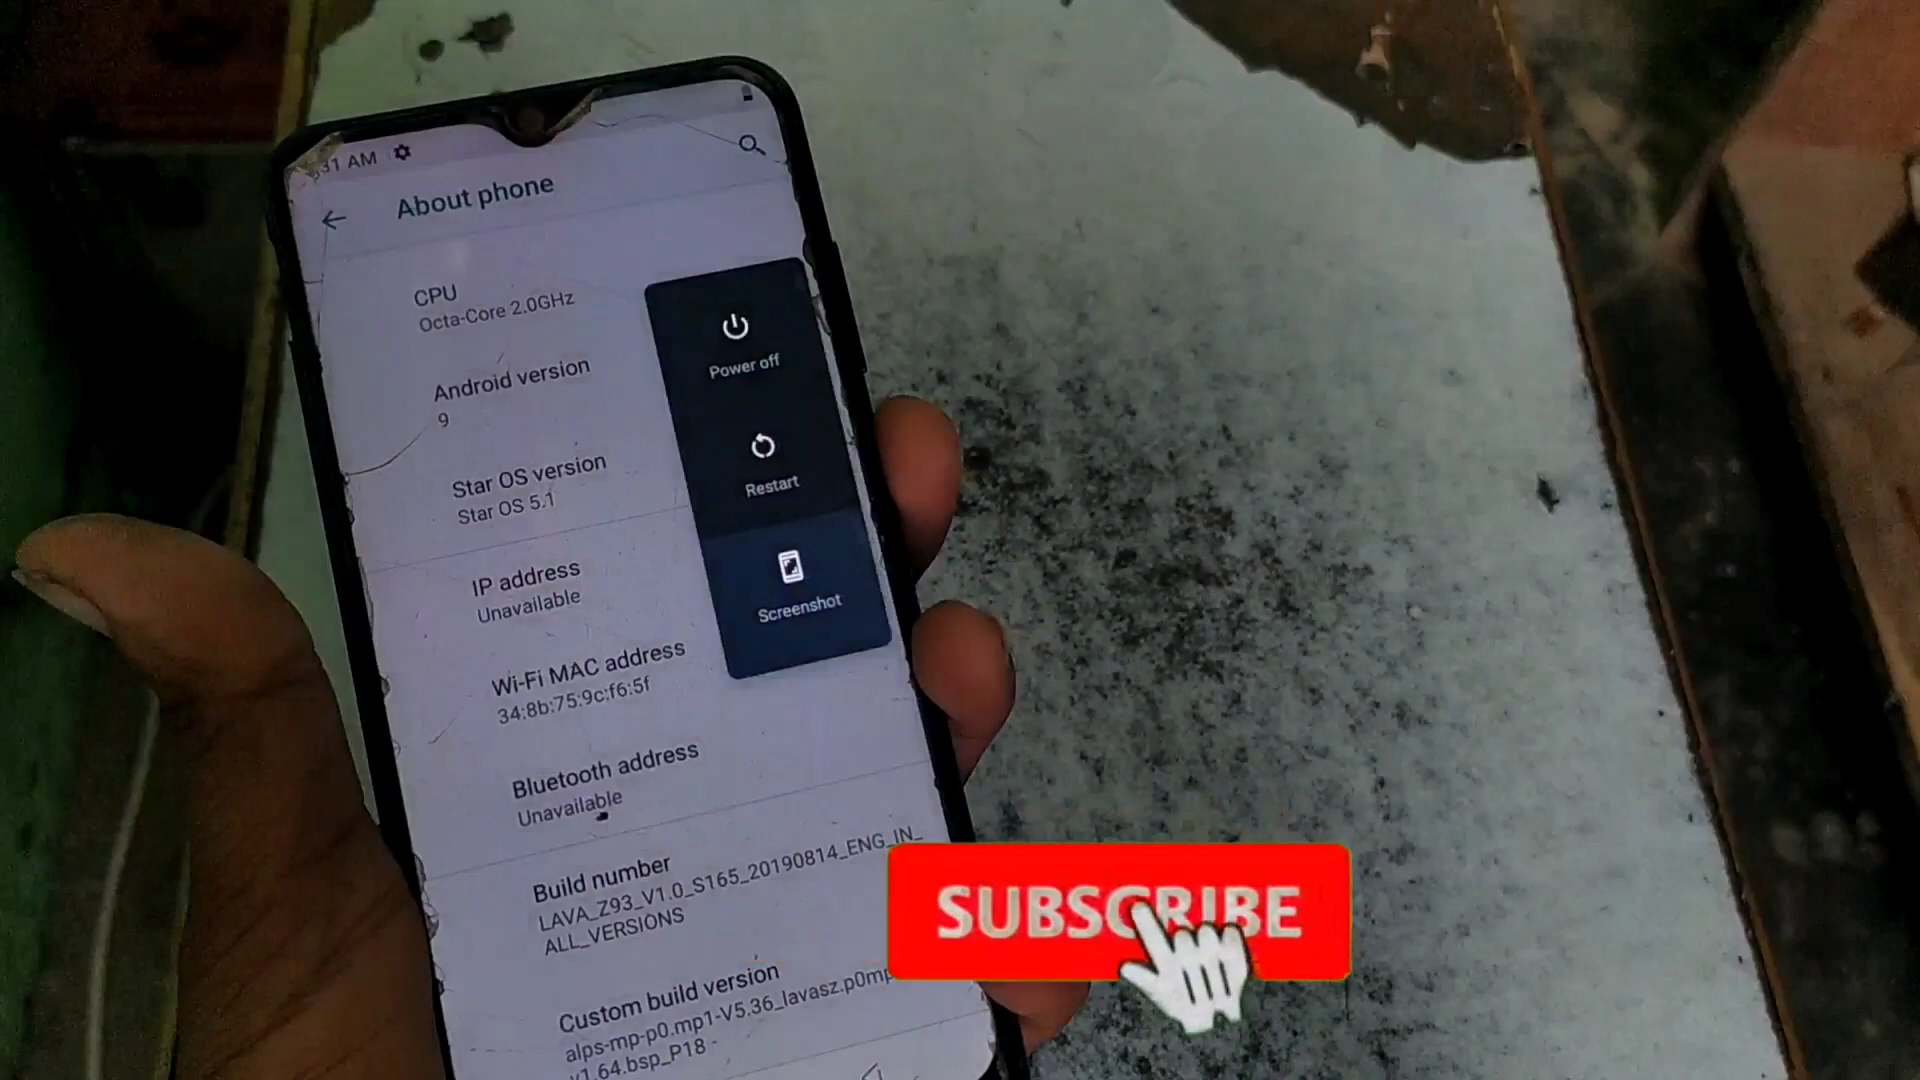 31 AM
About phone
CPU
Octa-Core 2.0GHz
Android version
9
Star OS version
Star OS 5.1
IP address
Unavailable
Wi-Fi MAC address
34:8b:75:9c:f6:5f
Bluetooth address
Unavailable
Build number
LAVA_Z93_V1.0_S165_20190814_ENG_IN_
ALL_VERSIONS
Custom build version
alps-mp-p0.mp1-V5.36_lavasz.p0mp
v1.64.bsp_P18
Power off
Restart
Screenshot
SUBSCRIBE